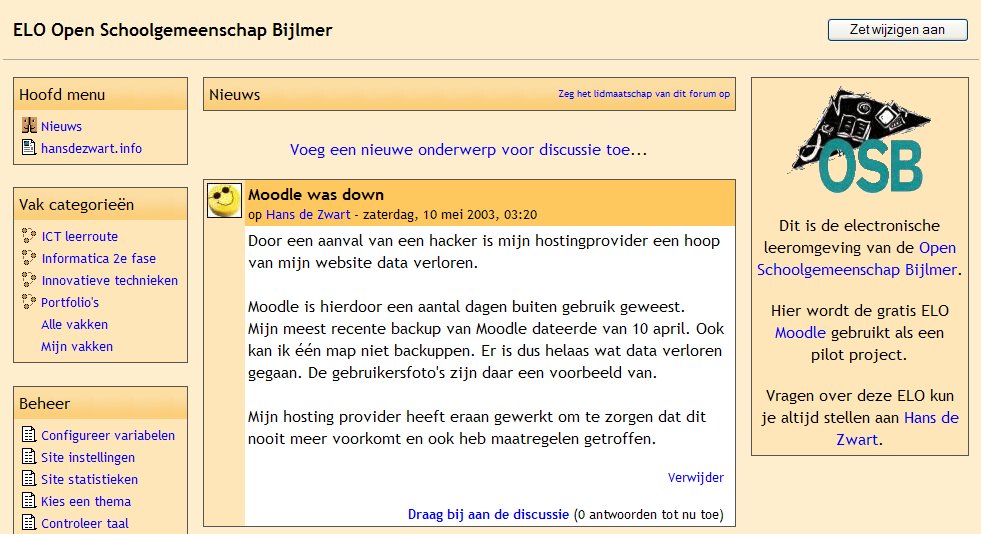 ELO Open Schoolgemeenschap Bijlmer
Zet wijzigen aan
Hoofd menu
Nieuws
hansdezwart.info
Vak categorieën
ICT leerroute
Informatica 2e fase
Innovatieve technieken
Portfolio's
Alle vakken
Mijn vakken
Beheer
Configureer variabelen
Site instellingen
Site statistieken
Kies een thema
Controleer taal
Nieuws
Zeg het lidmaatschap van dit forum op
Voeg een nieuwe onderwerp voor discussie toe...
Moodle was down
op Hans de Zwart - zaterdag, 10 mei 2003, 03:20
Door een aanval van een hacker is mijn hostingprovider een hoop
van mijn website data verloren.
Moodle is hierdoor een aantal dagen buiten gebruik geweest.
Mijn meest recente backup van Moodle dateerde van 10 april. Ook
kan ik één map niet backuppen. Er is dus helaas wat data verloren
gegaan. De gebruikersfoto's zijn daar een voorbeeld van.
Mijn hosting provider heeft eraan gewerkt om te zorgen dat dit
nooit meer voorkomt en ook heb maatregelen getroffen.
Verwijder
Draag bij aan de discussie (0 antwoorden tot nu toe)
OSB
Dit is de electronische
leeromgeving van de Open
Schoolgemeenschap Bijlmer.
Hier wordt de gratis ELO
Moodle gebruikt als een
pilot project.
Vragen over deze ELO kun
je altijd stellen aan Hans de
Zwart.